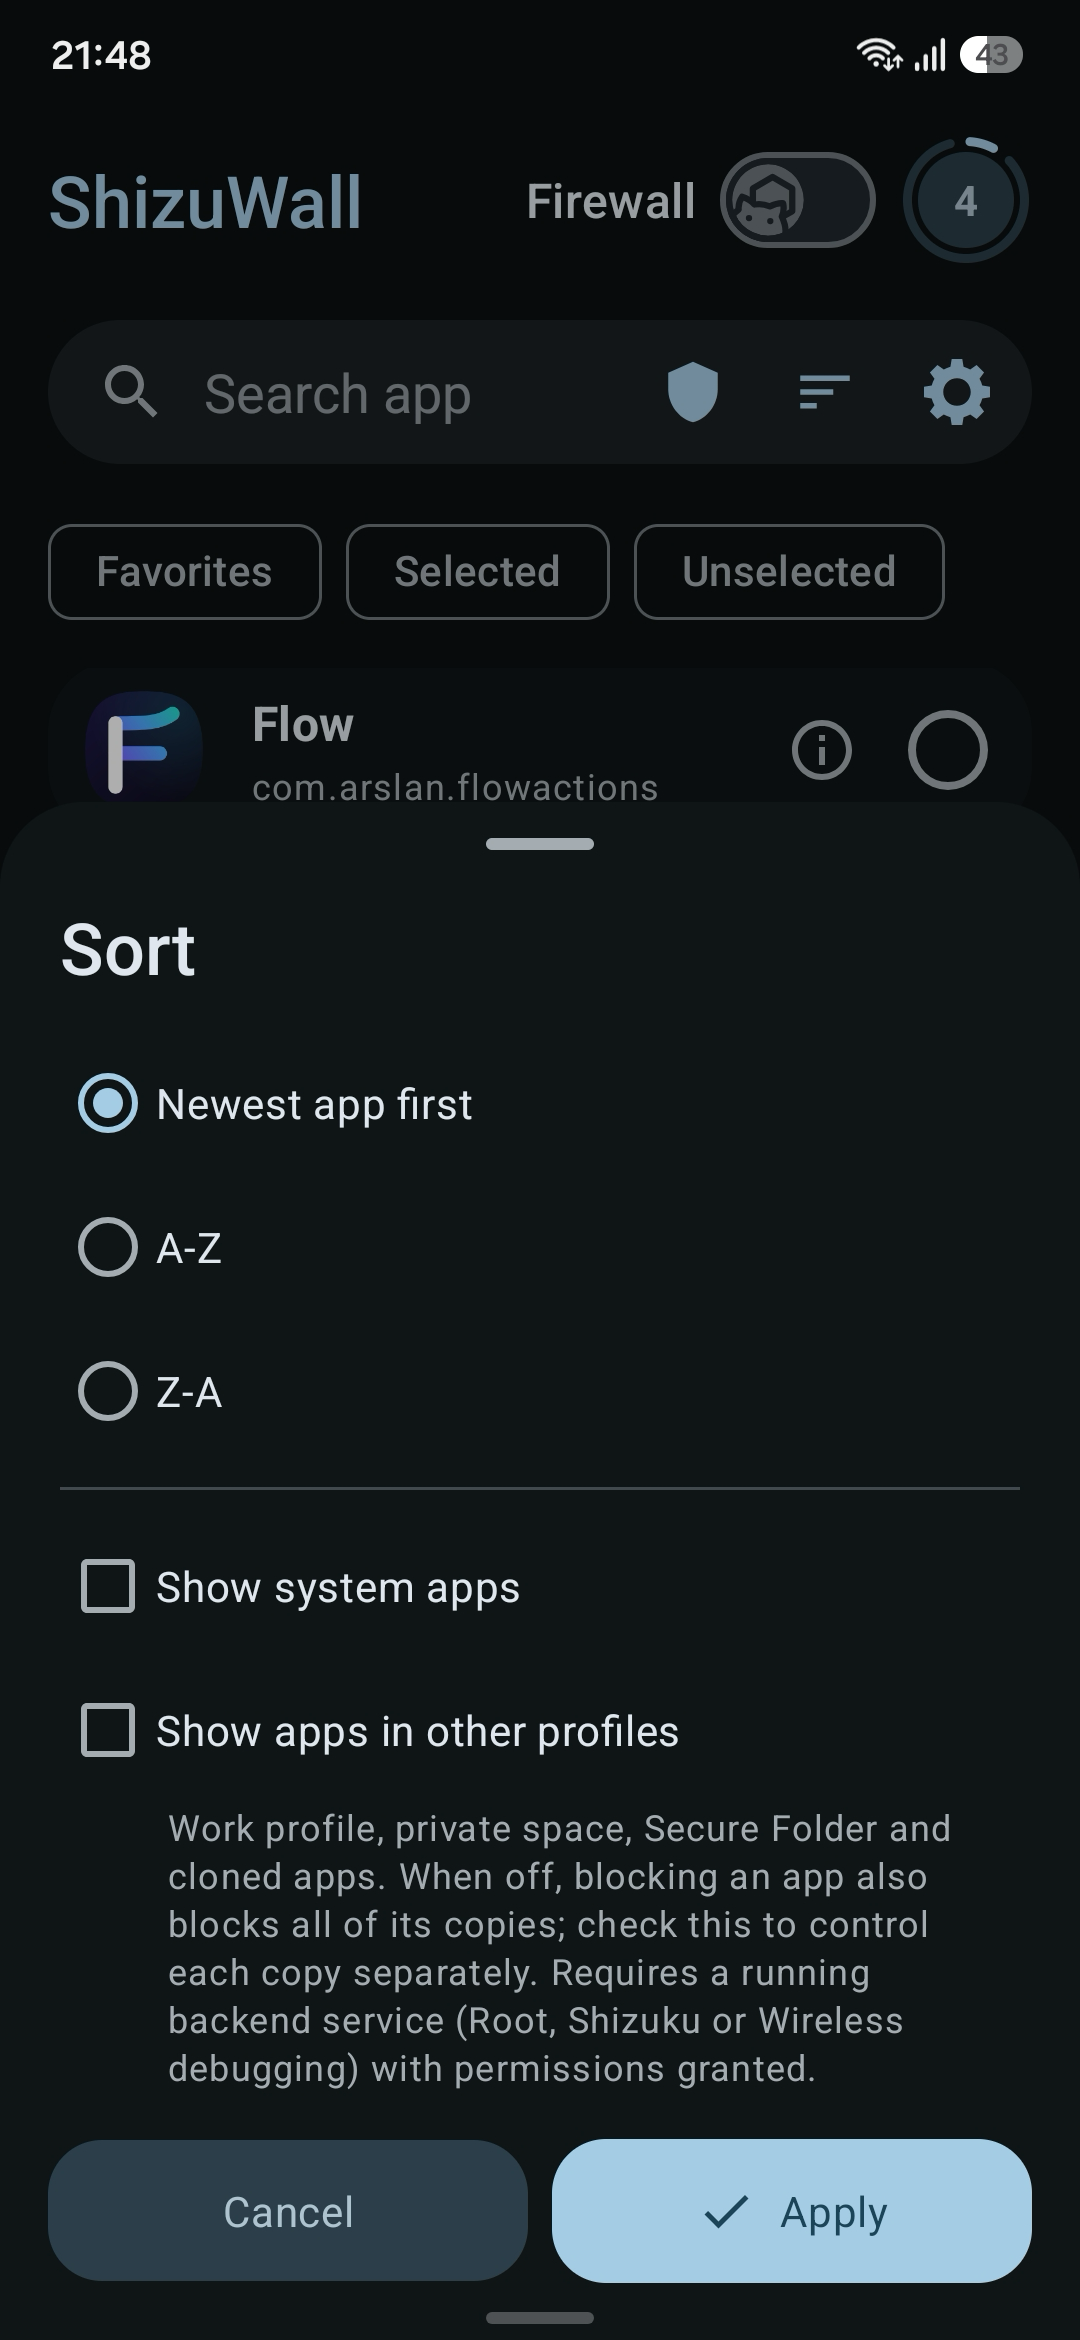 21:48
43
ShizuWall
Firewall
4
Search app
Favorites
Selected
Unselected
Flow
com.arslan.flowactions
Sort
Newest app first
A-Z
Z-A
Show system apps
Show apps in other profiles
Work profile, private space, Secure Folder and
cloned apps. When off, blocking an app also
blocks all of its copies; check this to control
each copy separately. Requires a running
backend service (Root, Shizuku or Wireless
debugging) with permissions granted.
Cancel
Apply